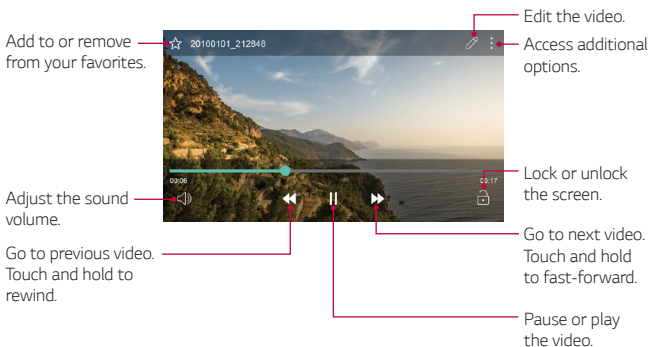 Edit the video.
Add to or remove
from your favorites.
20160101_212848
Access additional
options.
00:06
00:17
Lock or unlock
the screen.
Adjust the sound
volume.
Go to previous video.
Touch and hold to
rewind.
Go to next video.
Touch and hold
to fast-forward.
Pause or play
the video.